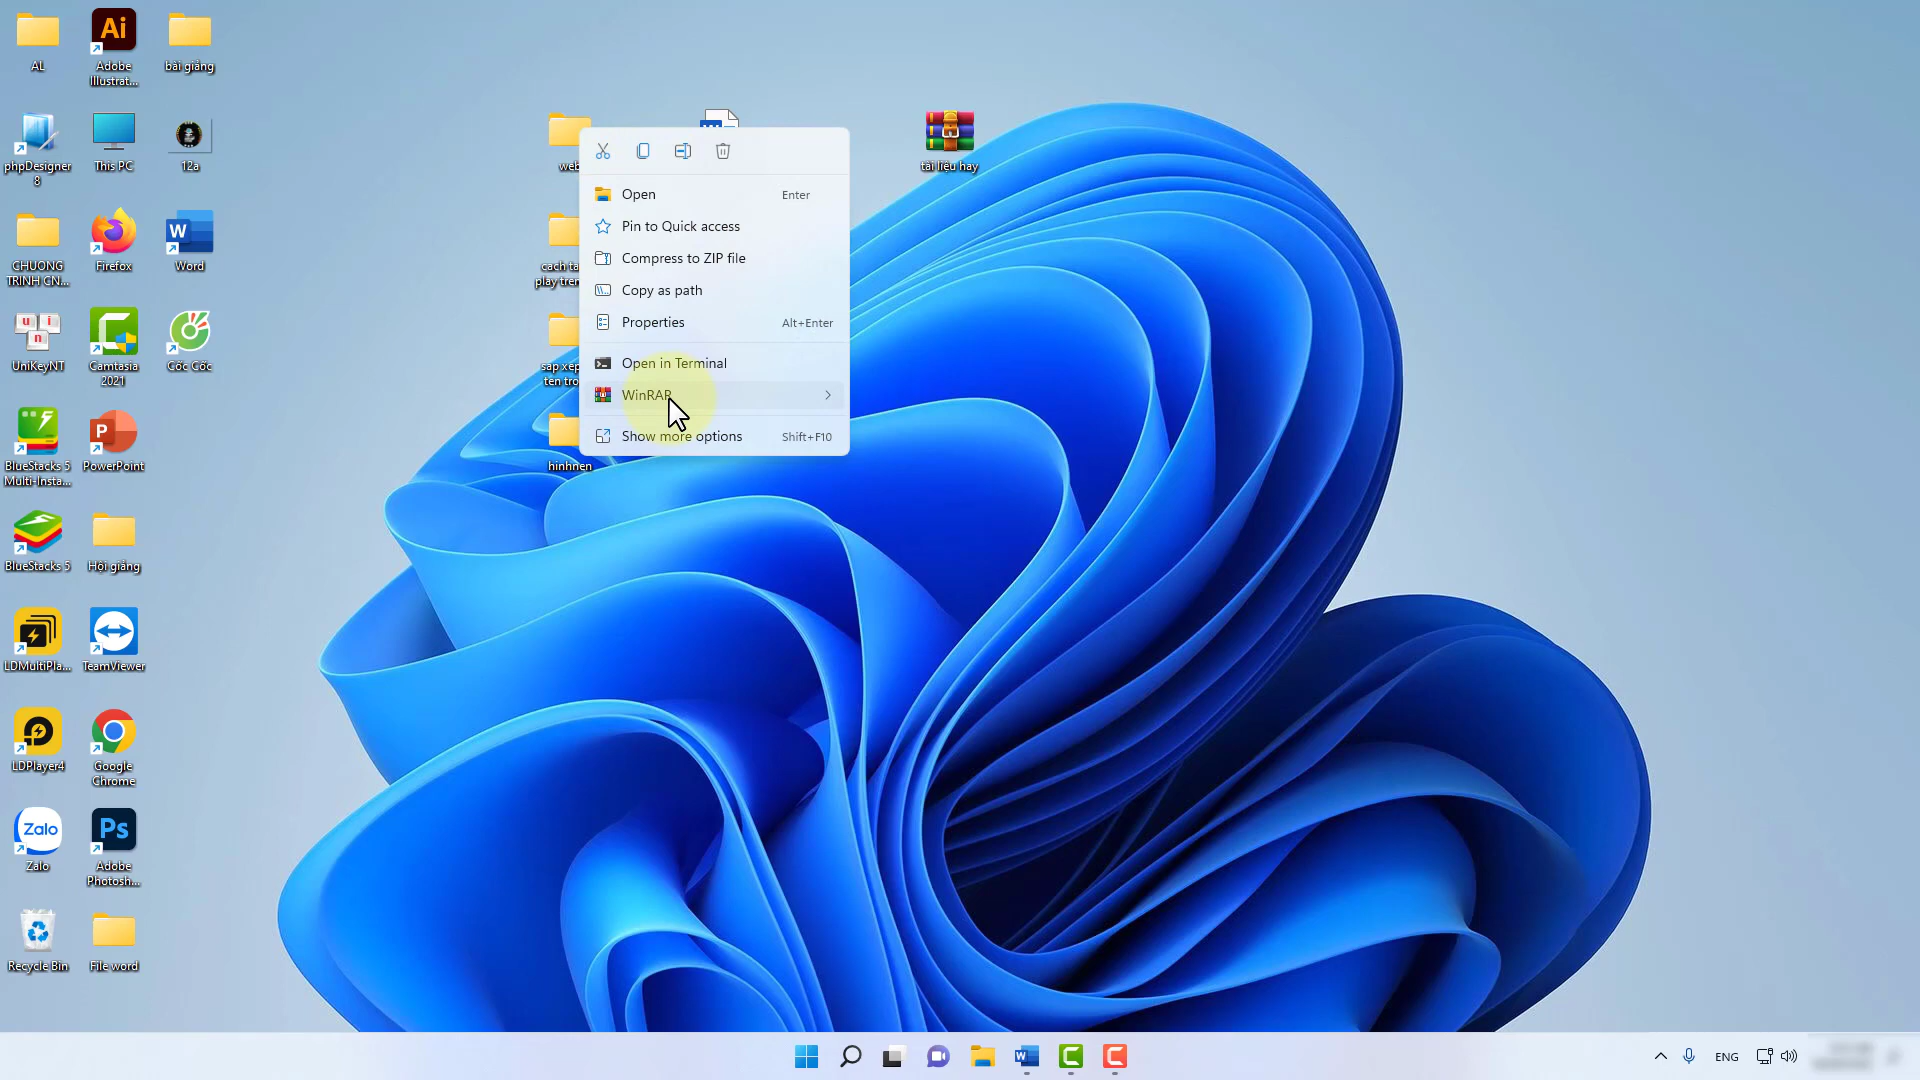 AL
Adobe
Illustrat...
bài giảng
phpDesigner
8
This PC
12a
CHUONG
TRINH CN...
Firefox
Word
UniKeyNT
Camtasia
2021
Cốc Cốc
BlueStacks 5
Multi-Insta...
PowerPoint
BlueStacks 5
Hội giảng
LDMultiPla...
TeamViewer
LDPlayer4
Google
Chrome
Zalo
Adobe
Photosh...
Recycle Bin
File word
web
cach ta
play tren
sap xep
ten tro
hinhnen
tài liệu hay
Open Enter
Pin to Quick access
Compress to ZIP file
Copy as path
Properties Alt+Enter
Open in Terminal
WinRAR
Show more options Shift+F10
ENG